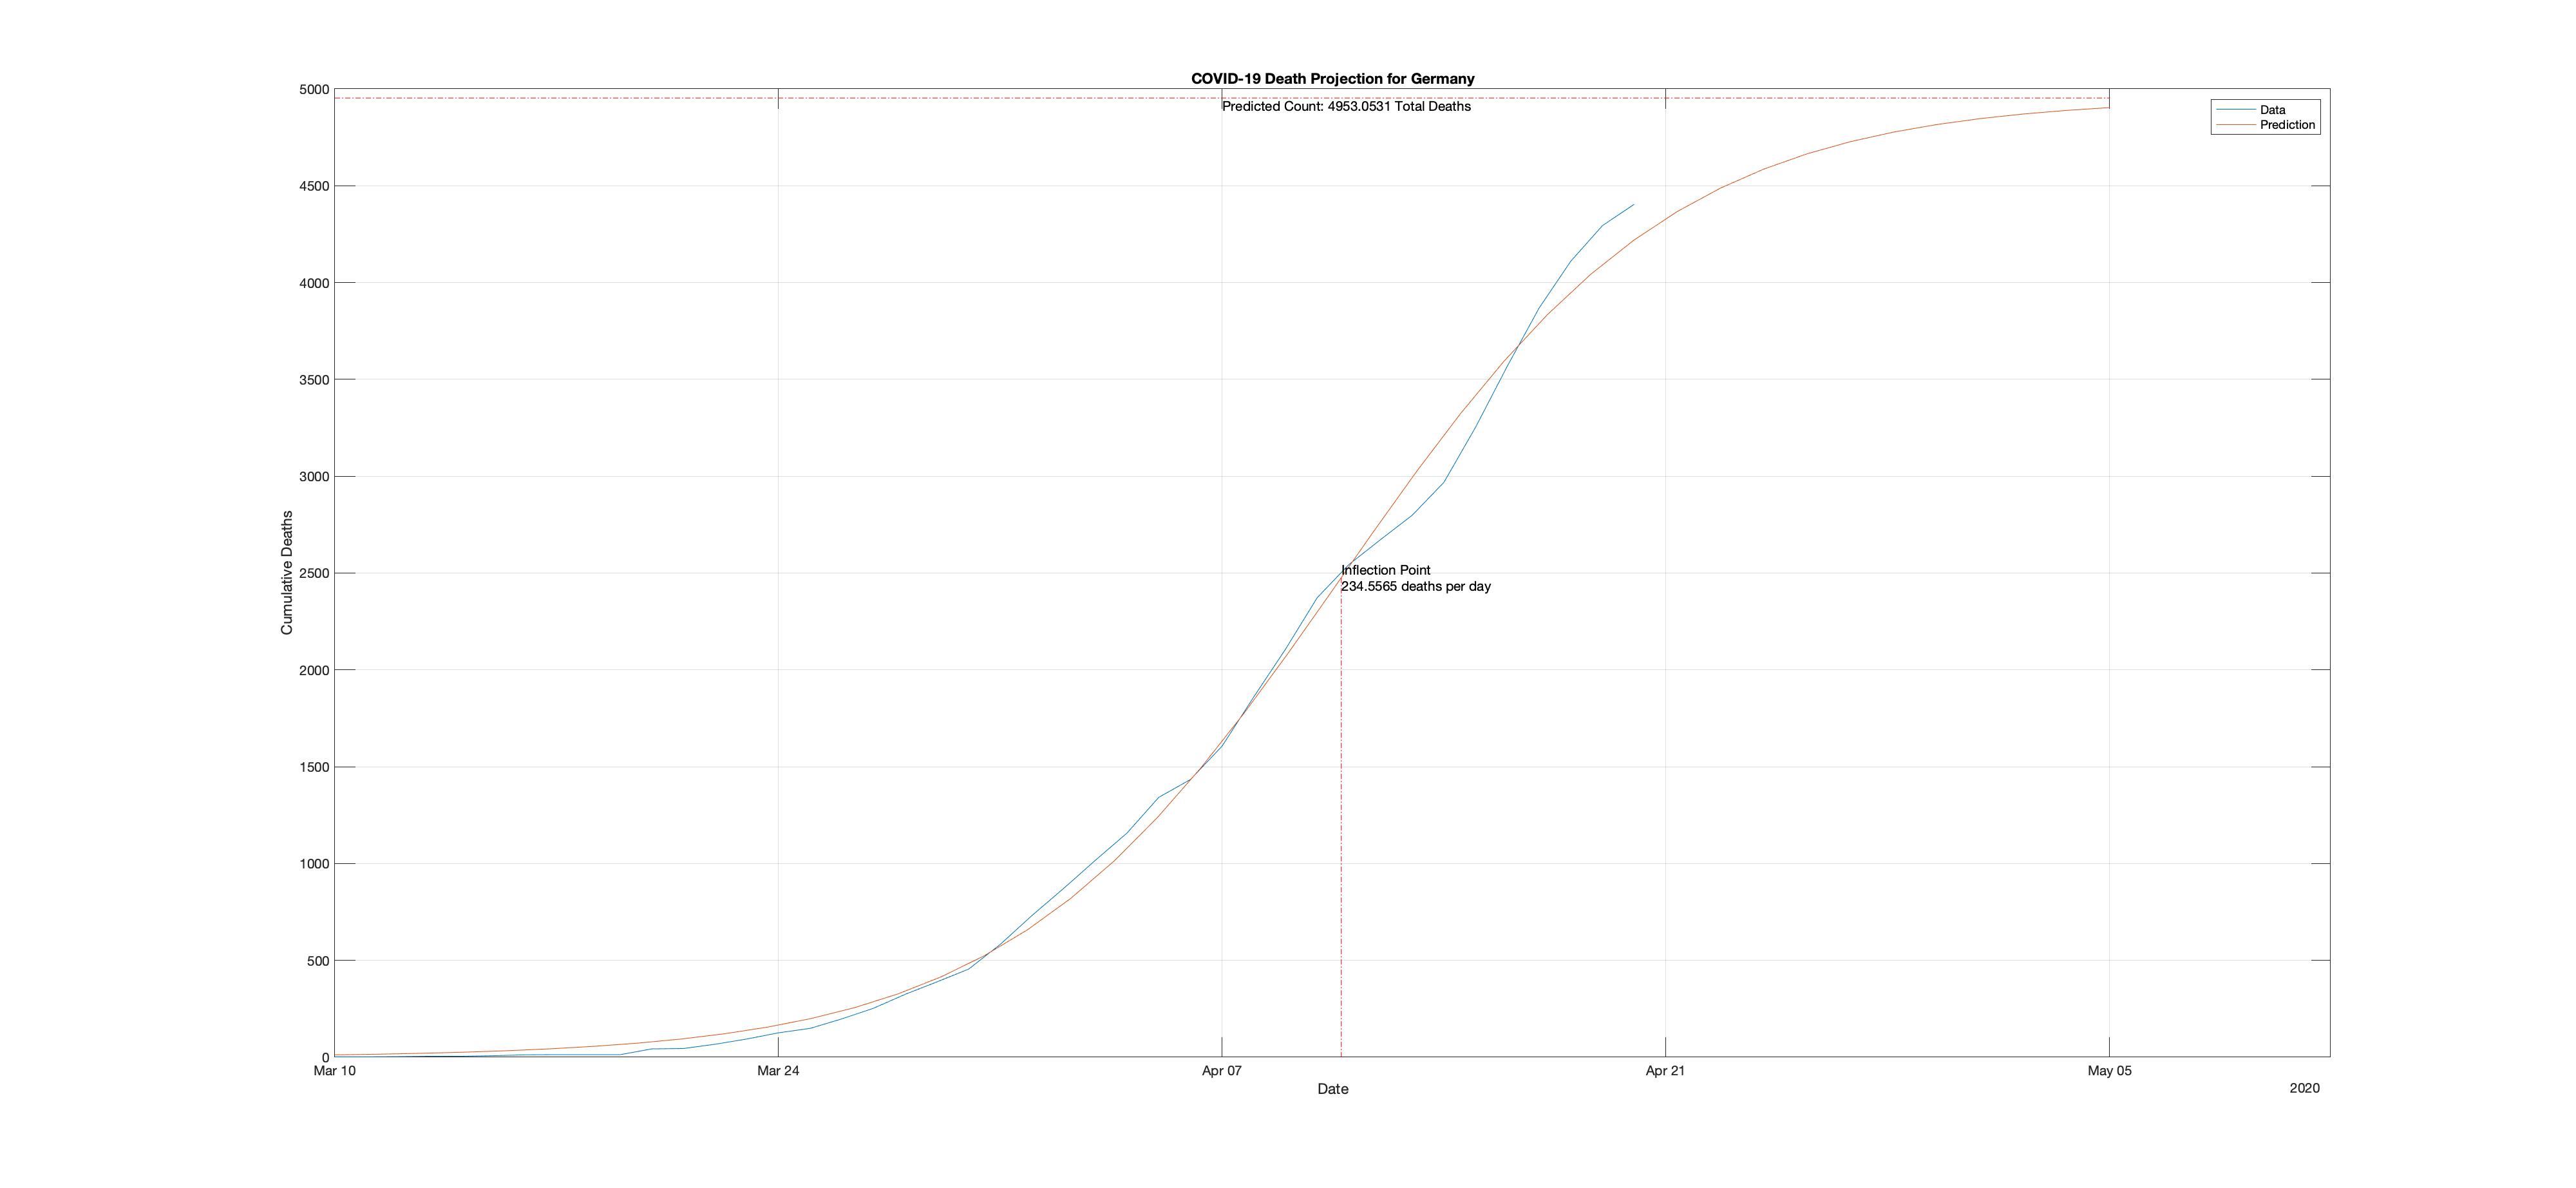 COVID-19 Death Projection for Germany
5000
Predicted Count: 4953.0531 Total Deaths
Data
Prediction
4500
4000
3500
3000
Cumulative Deaths
2500
Inflection Point
234.5565 deaths per day
2000
1500
1000
500
0
Mar 10
Mar 24
Apr 07
Apr 21
May 05
Date
2020